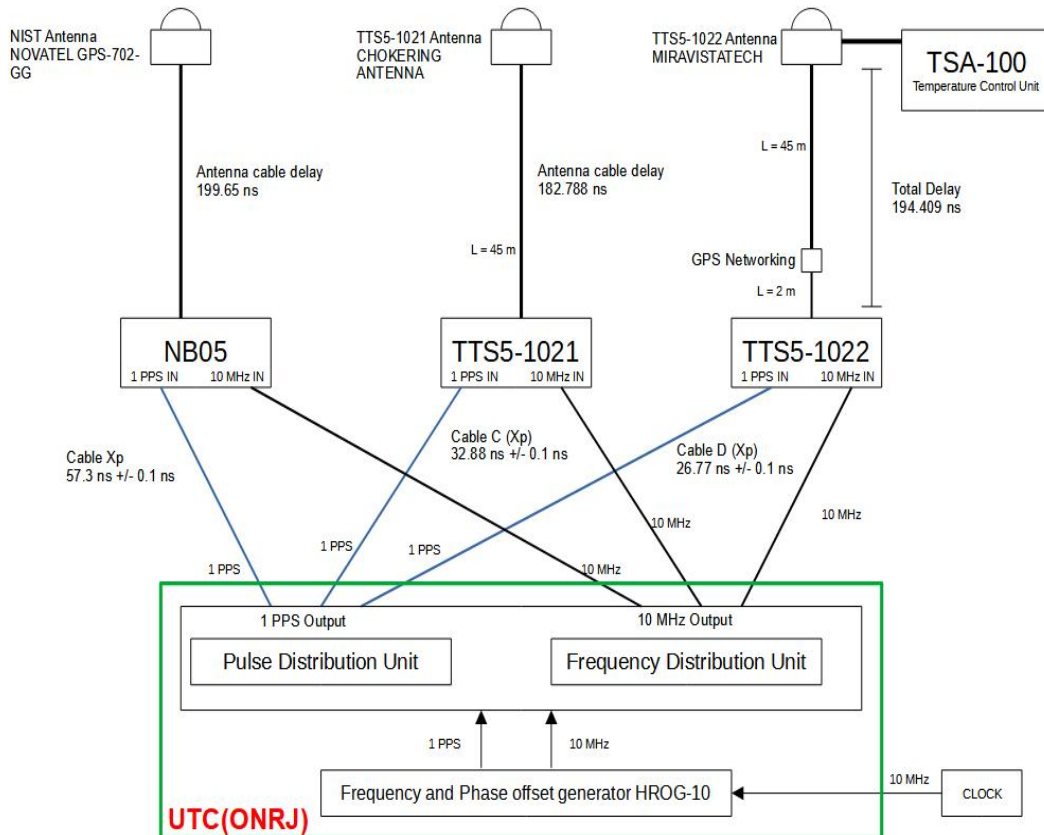 NIST Antenna
NOVATEL GPS-702-
GG
TTS5-1021 Antenna
CHOKERING
ANTENNA
TTS5-1022 Antenna
MIRAVISTATECH
TSA-100
Temperature Control Unit
Antenna cable delay
199.65 ns
Antenna cable delay
182.788 ns
L = 45 m
L = 45 m
Total Delay
194.409 ns
GPS Networking
L = 2 m
NB05
1 PPS IN 10 MHz IN
TTS5-1021
1 PPS IN 10 MHz IN
TTS5-1022
1 PPS IN 10 MHz IN
Cable Xp
57.3 ns +/- 0.1 ns
Cable C (Xp)
32.88 ns +/- 0.1 ns
Cable D (Xp)
26.77 ns +/- 0.1 ns
1 PPS
1 PPS
1 PPS
10 MHz
10 MHz
10 MHz
1 PPS Output
10 MHz Output
Pulse Distribution Unit
Frequency Distribution Unit
1 PPS
10 MHz
Frequency and Phase offset generator HROG-10
10 MHz
CLOCK
UTC(ONRJ)